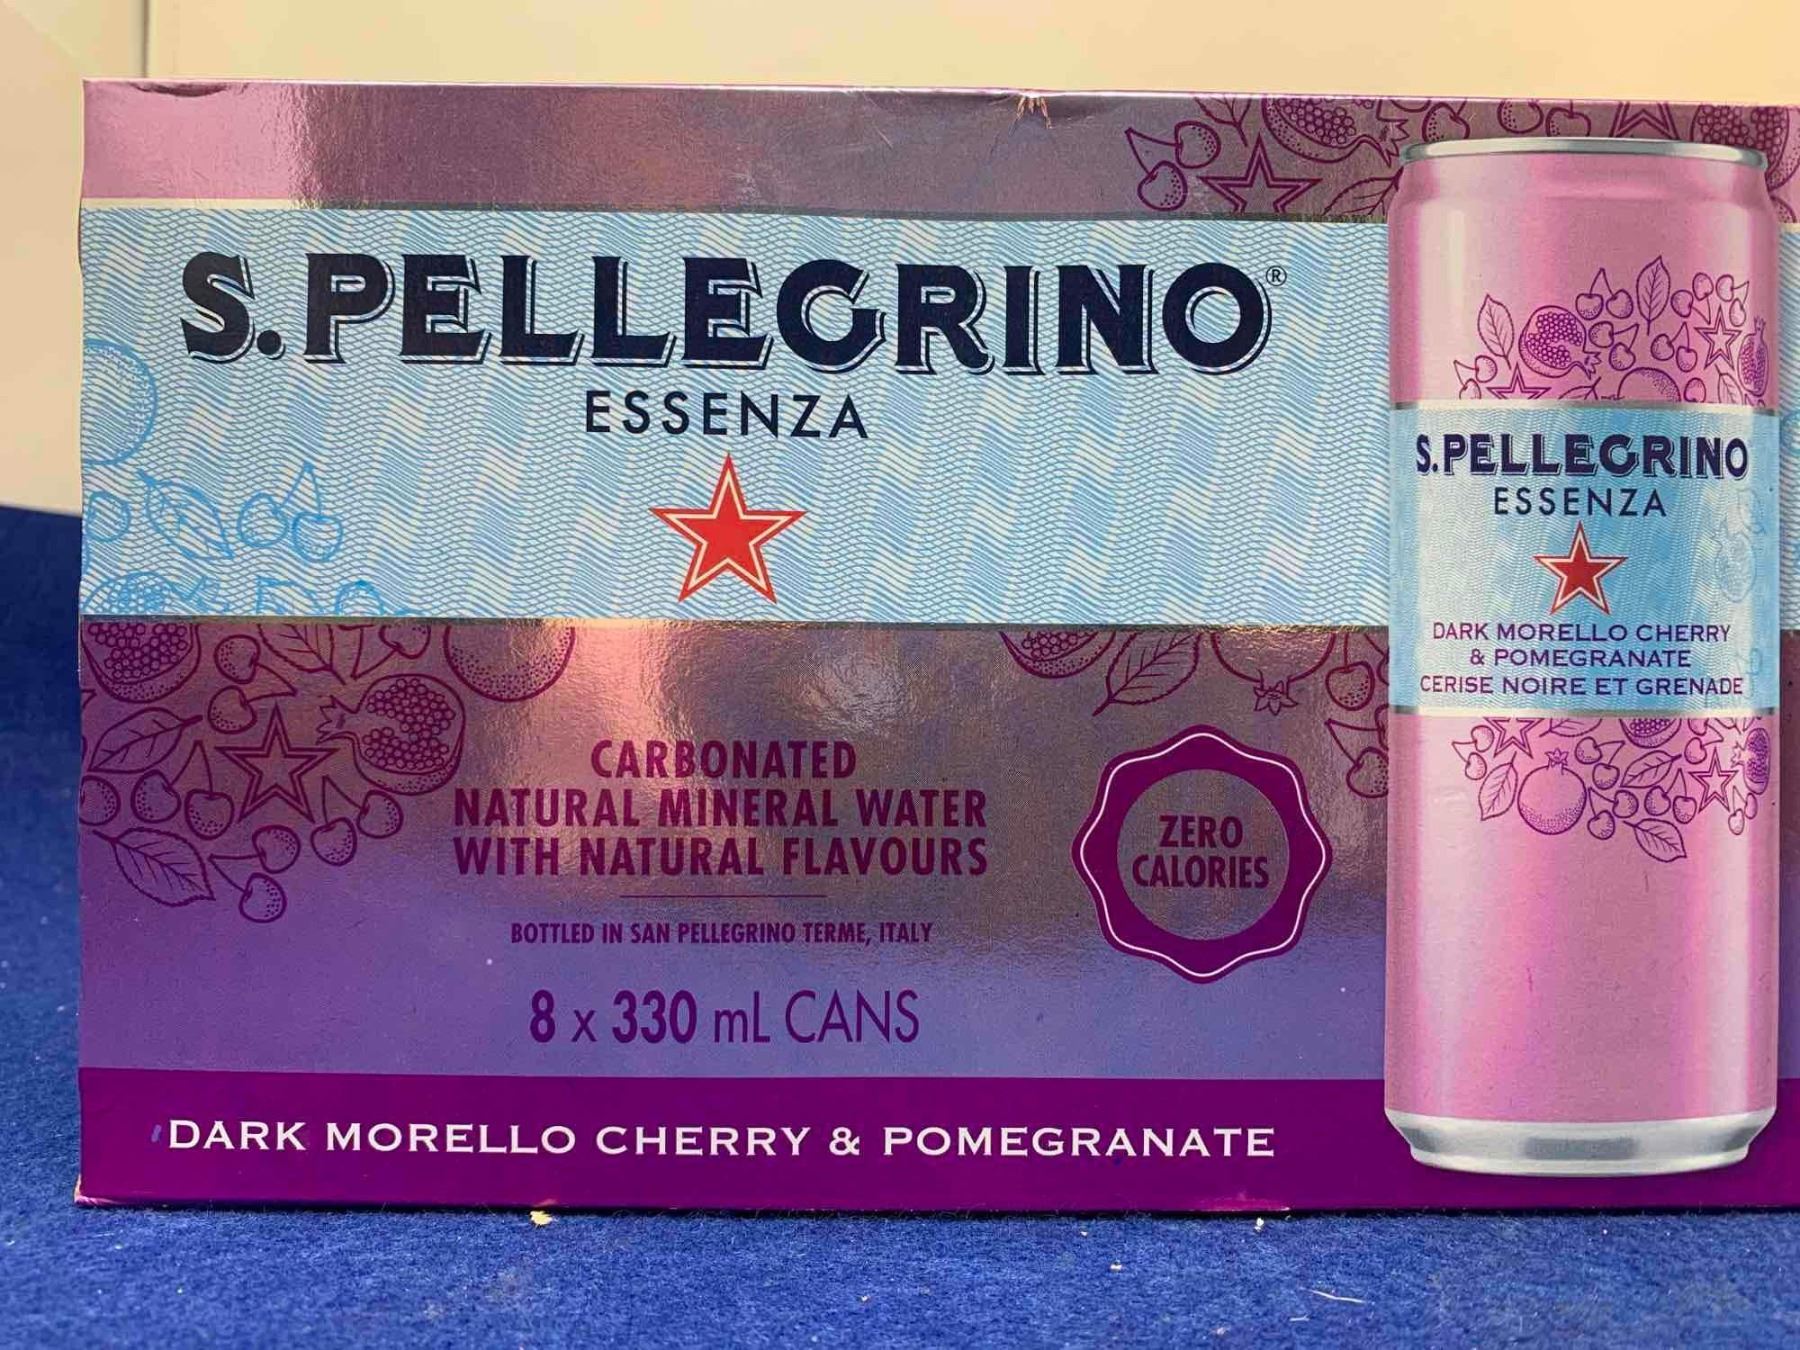 S.PELLEGRINO®
ESSENZA
CARBONATED
NATURAL MINERAL WATER
WITH NATURAL FLAVOURS
BOTTLED IN SAN PELLEGRINO TERME, ITALY
8 x 330 mL CANS
ZERO
CALORIES
DARK MORELLO CHERRY & POMEGRANATE
S.PELLEGRINO
ESSENZA
DARK MORELLO CHERRY
& POMEGRANATE
CERISE NOIRE ET GRENADE